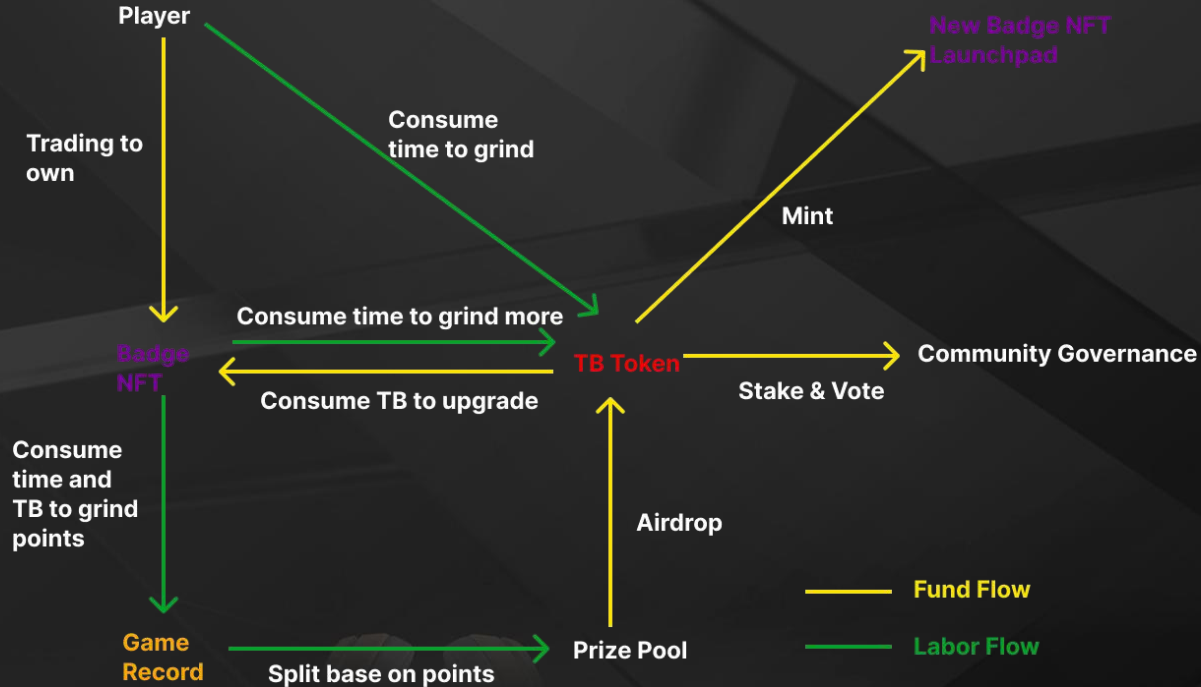 Player
New Badge NFT
Launchpad
Consume
time to grind
Trading to
own
Mint
Consume time to grind more
Badge
NFT
TB Token
Community Governance
Consume TB to upgrade
Stake & Vote
Consume
time and
TB to grind
points
Airdrop
Fund Flow
Game
Record
Prize Pool
Labor Flow
Split base on points